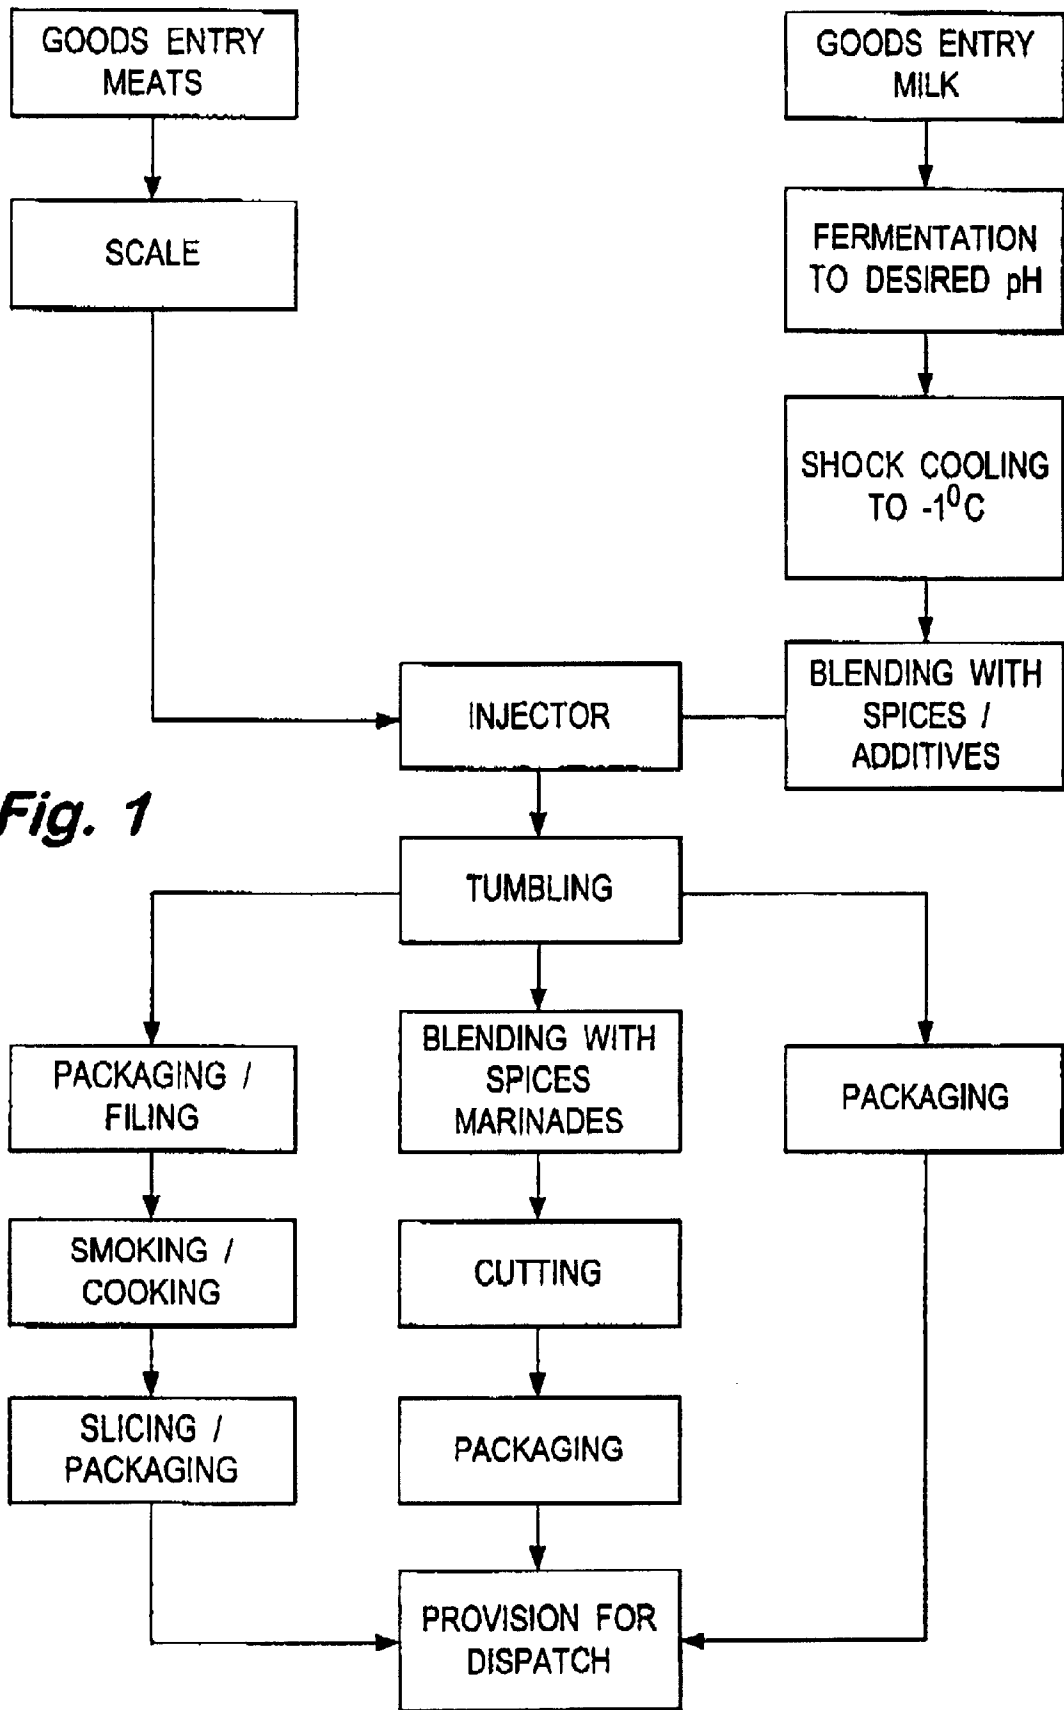 GOODS ENTRY
MEATS
GOODS ENTRY
MILK
SCALE
FERMENTATION
TO DESIRED pH
SHOCK COOLING
TO -1⁰C
BLENDING WITH
SPICES /
ADDITIVES
INJECTOR
Fig. 1
TUMBLING
PACKAGING /
FILING
BLENDING WITH
SPICES
MARINADES
PACKAGING
SMOKING /
COOKING
CUTTING
SLICING /
PACKAGING
PACKAGING
PROVISION FOR
DISPATCH